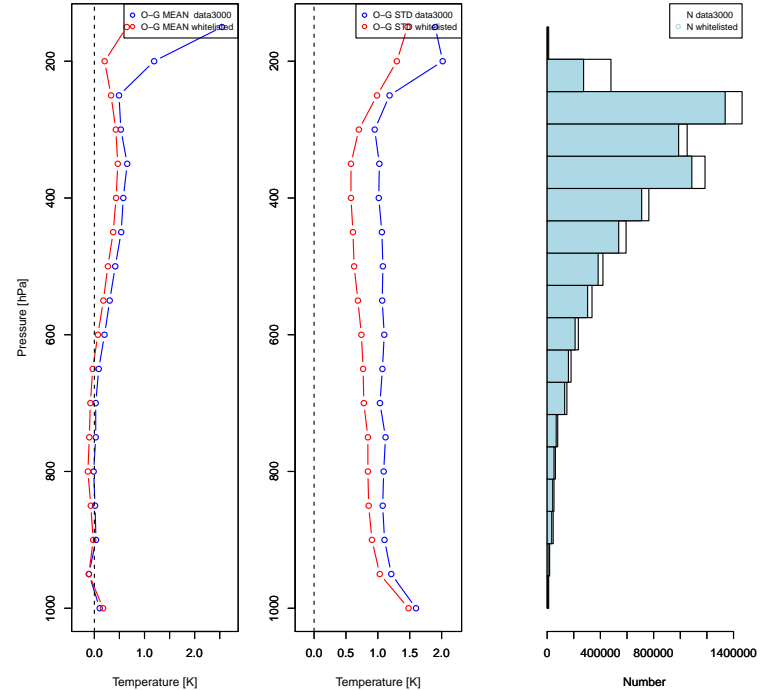 O−G MEAN data3000
O−G MEAN whitelisted
O−G STD data3000
O−G STD whitelisted
N data3000
N whitelisted
Pressure [hPa]
200
400
600
800
1000
0.0
1.0
2.0
Temperature [K]
200
400
600
800
1000
0.0
0.5
1.0
1.5
2.0
Temperature [K]
0
400000
800000
1400000
Number